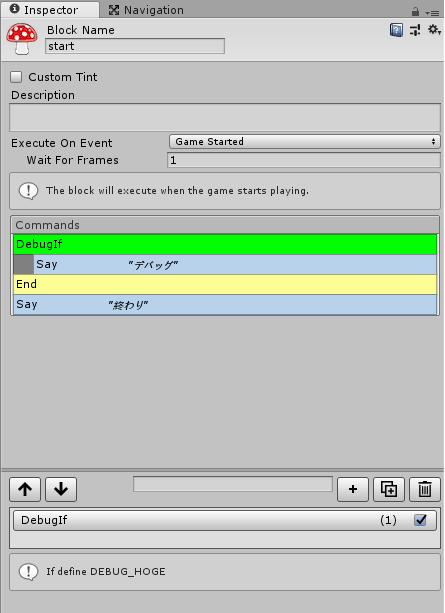 Inspector
Navigation
Block Name
start
Custom Tint
Description
Execute On Event
Game Started
Wait For Frames
1
The block will execute when the game starts playing.
Commands
DebugIf
Say "デバッグ"
End
Say "終わり"
+
DebugIf (1)
If define DEBUG_HOGE